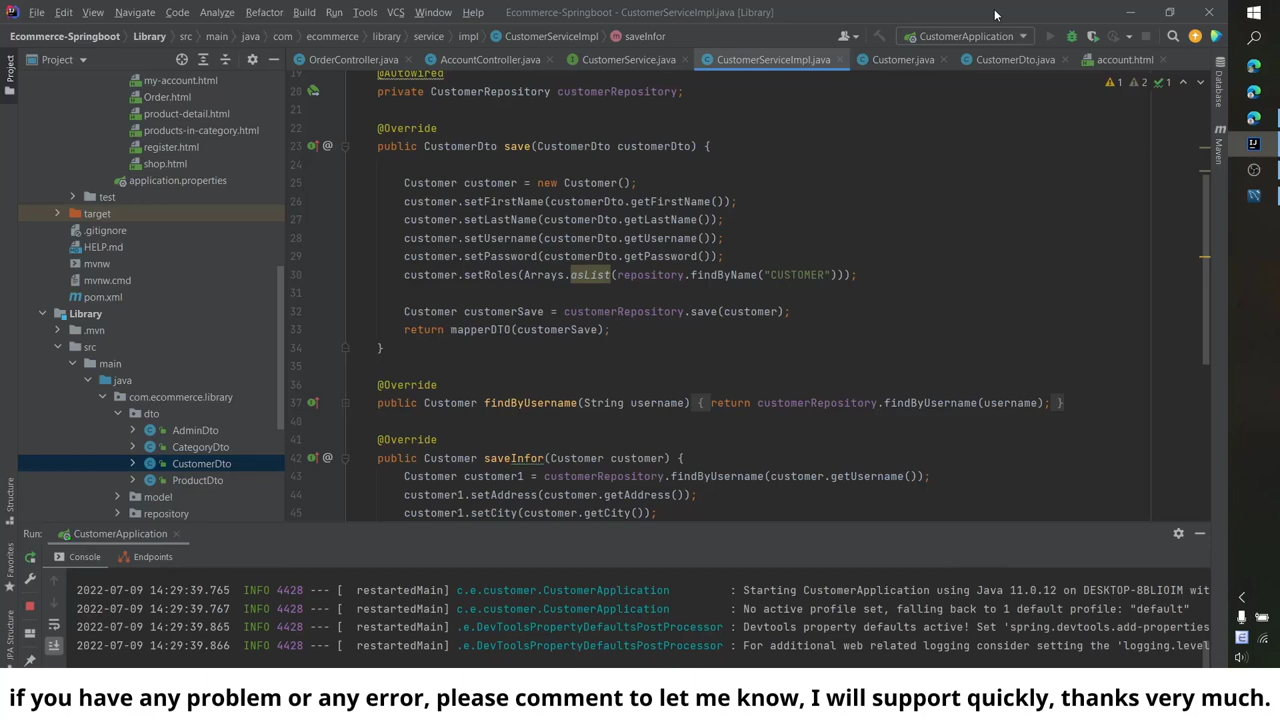 File Edit View Navigate Code Analyze Refactor Build Run Tools VCS Window Help Ecommerce-Springboot - CustomerServiceImpl.java [Library]
Ecommerce-Springboot Library src main java com ecommerce library service impl CustomerServiceImpl saveInfor CustomerApplication
Project OrderController.java AccountController.java CustomerService.java CustomerServiceImpl.java Customer.java CustomerDto.java account.html
Project
Database
Maven
Structure
Favorites
JPA Structure
my-account.html
Order.html
product-detail.html
products-in-category.html
register.html
shop.html
application.properties
test
target
.gitignore
HELP.md
mvnw
mvnw.cmd
pom.xml
Library
.mvn
src
main
java
com.ecommerce.library
dto
AdminDto
CategoryDto
CustomerDto
ProductDto
model
repository
1 2 1
19 @Autowired
20 private CustomerRepository customerRepository;
21
22 @Override
23 public CustomerDto save(CustomerDto customerDto) {
24
25 Customer customer = new Customer();
26 customer.setFirstName(customerDto.getFirstName());
27 customer.setLastName(customerDto.getLastName());
28 customer.setUsername(customerDto.getUsername());
29 customer.setPassword(customerDto.getPassword());
30 customer.setRoles(Arrays.asList(repository.findByName("CUSTOMER")));
31
32 Customer customerSave = customerRepository.save(customer);
33 return mapperDTO(customerSave);
34 }
35
36 @Override
37 public Customer findByUsername(String username) { return customerRepository.findByUsername(username); }
40
41 @Override
42 public Customer saveInfor(Customer customer) {
43 Customer customer1 = customerRepository.findByUsername(customer.getUsername());
44 customer1.setAddress(customer.getAddress());
45 customer1.setCity(customer.getCity());
Run: CustomerApplication
Console Endpoints
2022-07-09 14:29:39.765 INFO 4428 --- [ restartedMain] c.e.customer.CustomerApplication : Starting CustomerApplication using Java 11.0.12 on DESKTOP-8BLIOIM wit
2022-07-09 14:29:39.768 INFO 4428 --- [ restartedMain] c.e.customer.CustomerApplication : No active profile set, falling back to 1 default profile: "default"
2022-07-09 14:29:39.865 INFO 4428 --- [ restartedMain] .e.DevToolsPropertyDefaultsPostProcessor : Devtools property defaults active! Set 'spring.devtools.add-properties
2022-07-09 14:29:39.866 INFO 4428 --- [ restartedMain] .e.DevToolsPropertyDefaultsPostProcessor : For additional web related logging consider setting the 'logging.level
if you have any problem or any error, please comment to let me know, I will support quickly, thanks very much.